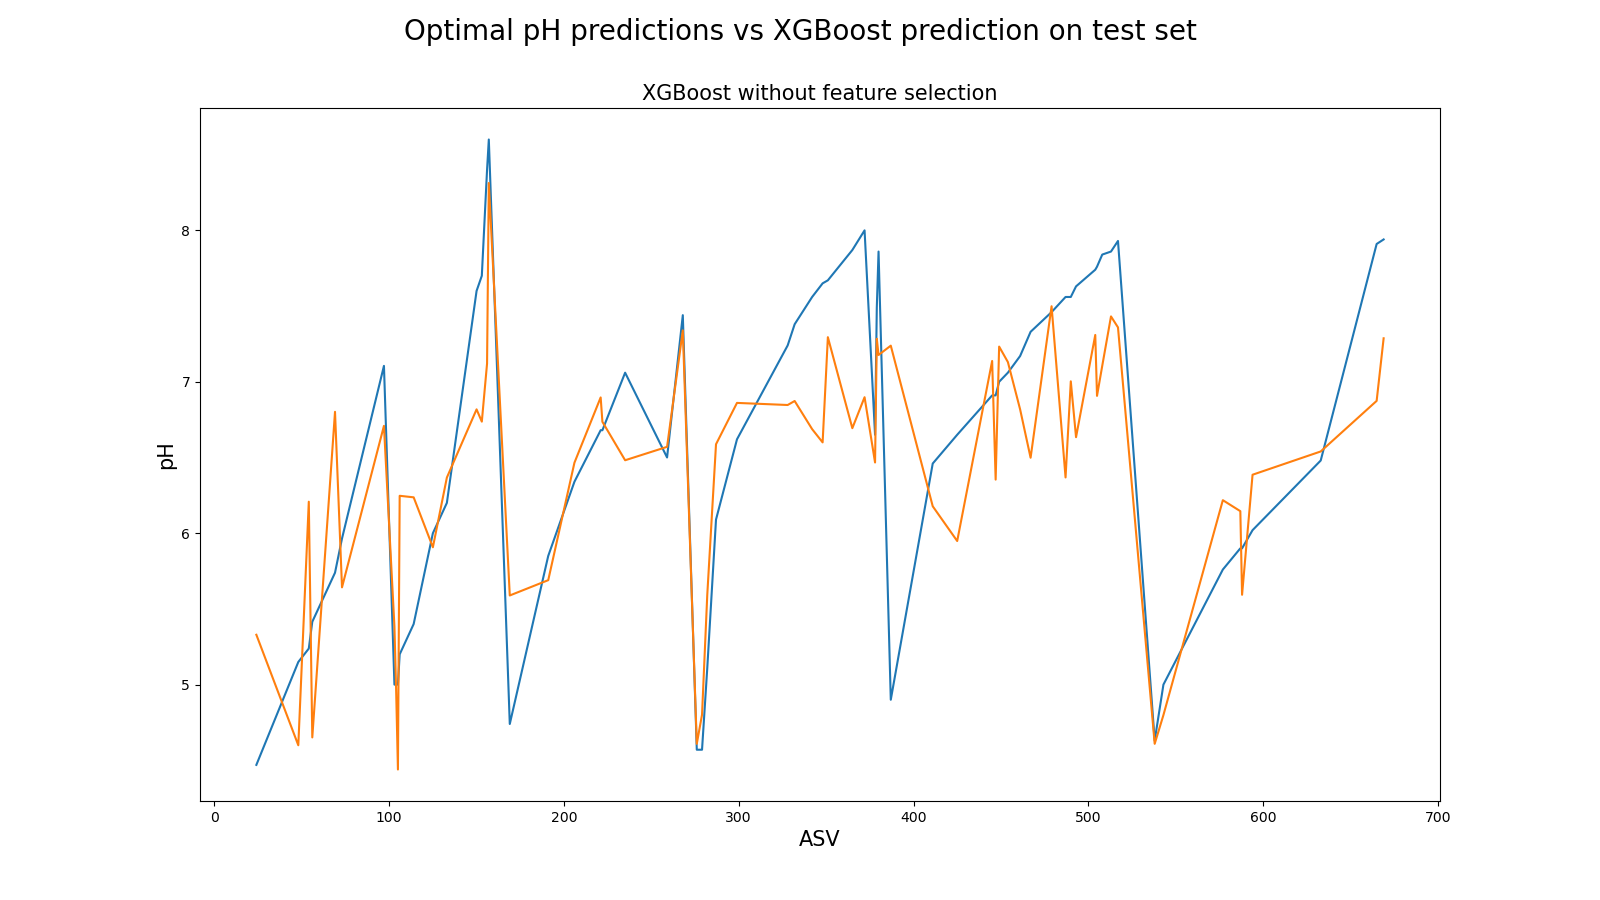 Optimal pH predictions vs XGBoost prediction on test set
XGBoost without feature selection
8
7
6
5
pH
0 100 200 300 400 500 600 700
ASV